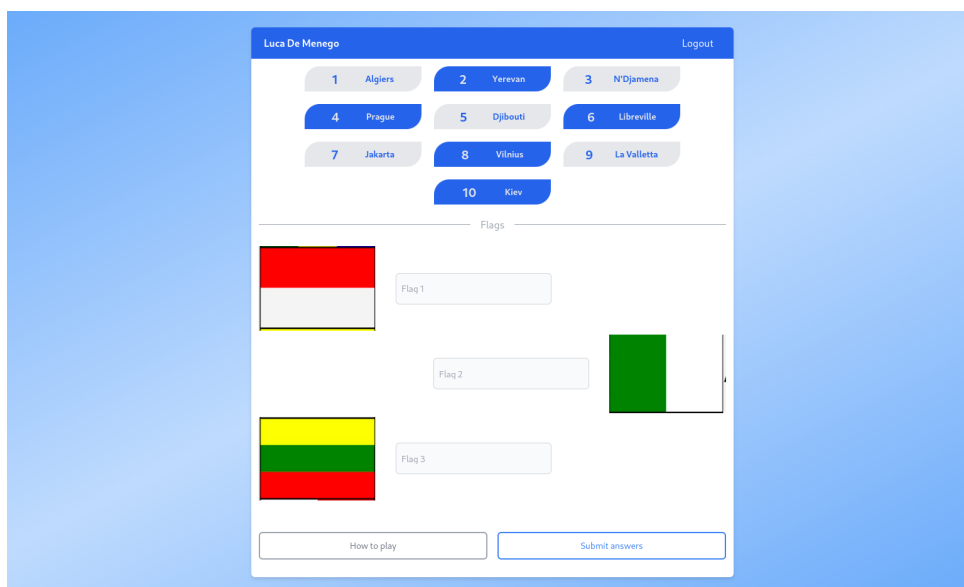 Luca De Menego Logout
1 Algiers 2 Yerevan 3 N'Djamena
4 Prague 5 Djibouti 6 Libreville
7 Jakarta 8 Vilnius 9 La Valletta
10 Kiev
Flags
Flag 1
Flag 2
Flag 3
How to play Submit answers